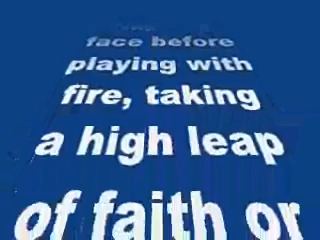 face before
playing with
fire, taking
a high leap
of faith or